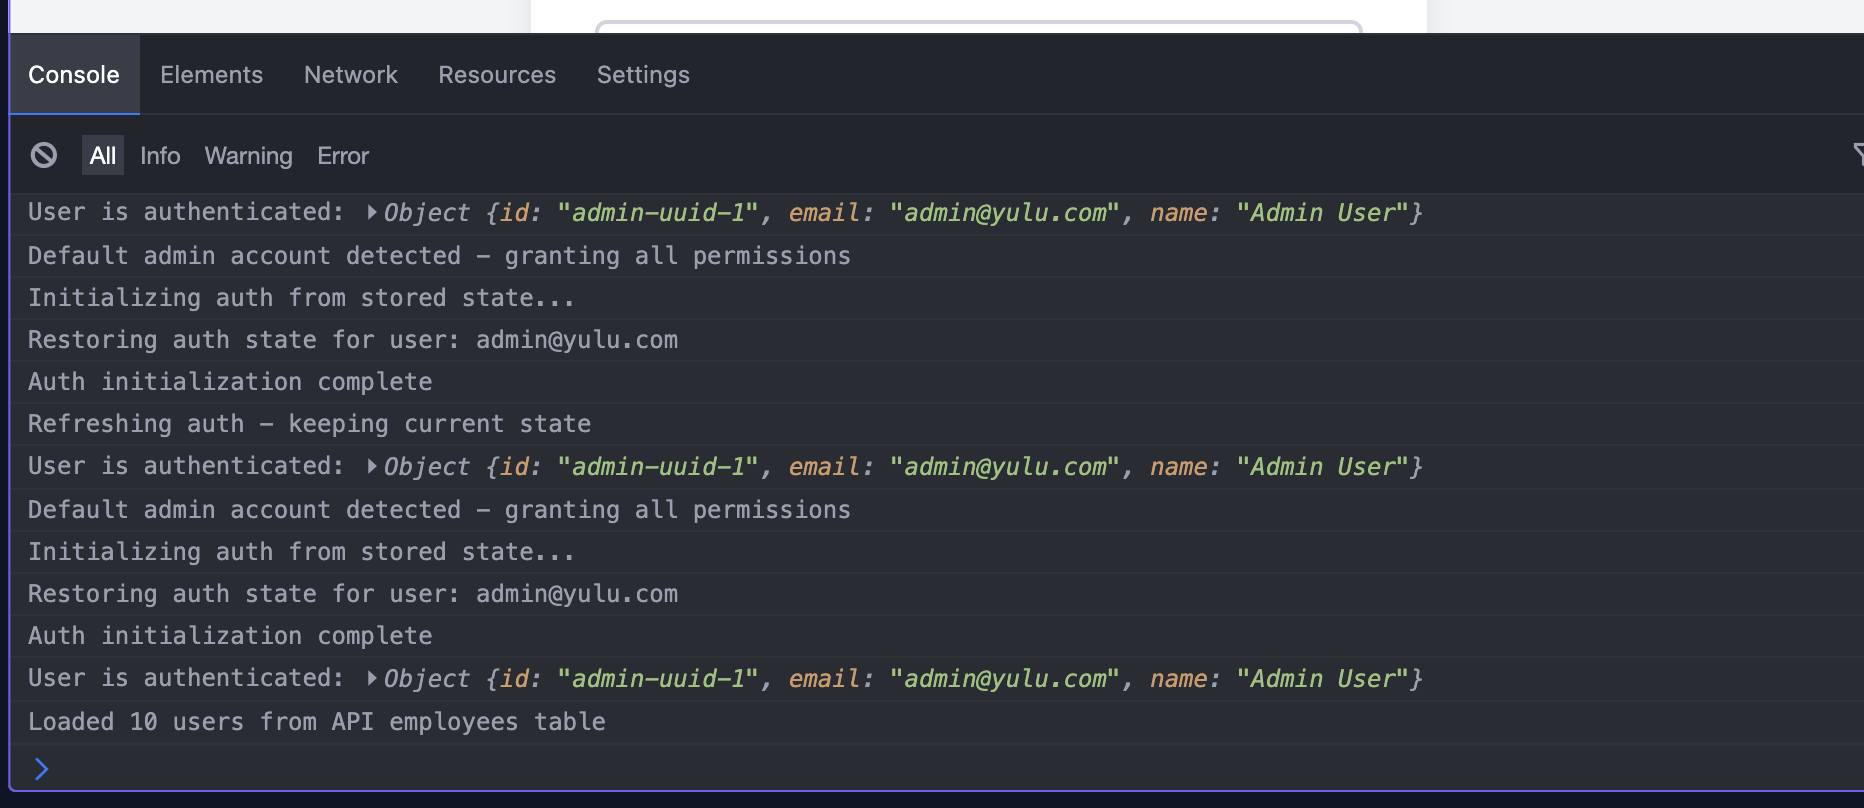 Console Elements Network Resources Settings
All Info Warning Error
User is authenticated: Object {id: "admin-uuid-1", email: "admin@yulu.com", name: "Admin User"}
Default admin account detected – granting all permissions
Initializing auth from stored state...
Restoring auth state for user: admin@yulu.com
Auth initialization complete
Refreshing auth – keeping current state
User is authenticated: Object {id: "admin-uuid-1", email: "admin@yulu.com", name: "Admin User"}
Default admin account detected – granting all permissions
Initializing auth from stored state...
Restoring auth state for user: admin@yulu.com
Auth initialization complete
User is authenticated: Object {id: "admin-uuid-1", email: "admin@yulu.com", name: "Admin User"}
Loaded 10 users from API employees table